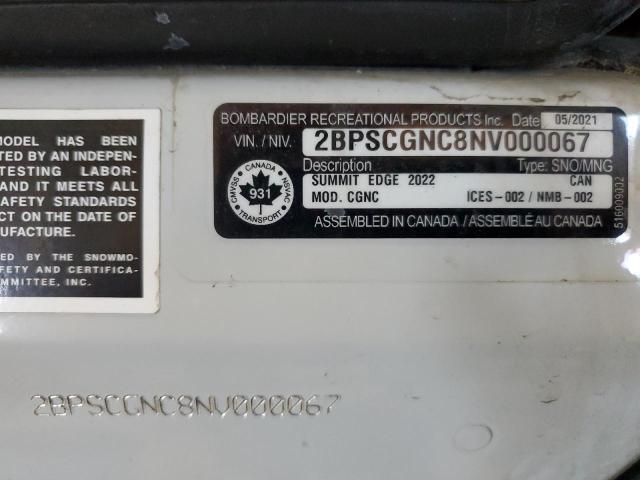 MODEL HAS BEEN
TED BY AN INDEPEN-
TESTING LABOR-
AND IT MEETS ALL
AFETY STANDARDS
CT ON THE DATE OF
UFACTURE.
ED BY THE SNOWMO-
FETY AND CERTIFICA-
MMITTEE, INC.
BOMBARDIER RECREATIONAL PRODUCTS Inc. Date 05/2021
VIN. / NIV. 2BPSCGNC8NV000067
Description Type: SNO/MNG
SUMMIT EDGE 2022 CAN
MOD. CGNC ICES-002 / NMB-002
ASSEMBLED IN CANADA / ASSEMBLÉ AU CANADA
CANADA
CMVSS 931 NSVAC
TRANSPORT
516009002
2BPSCGNC8NV000067